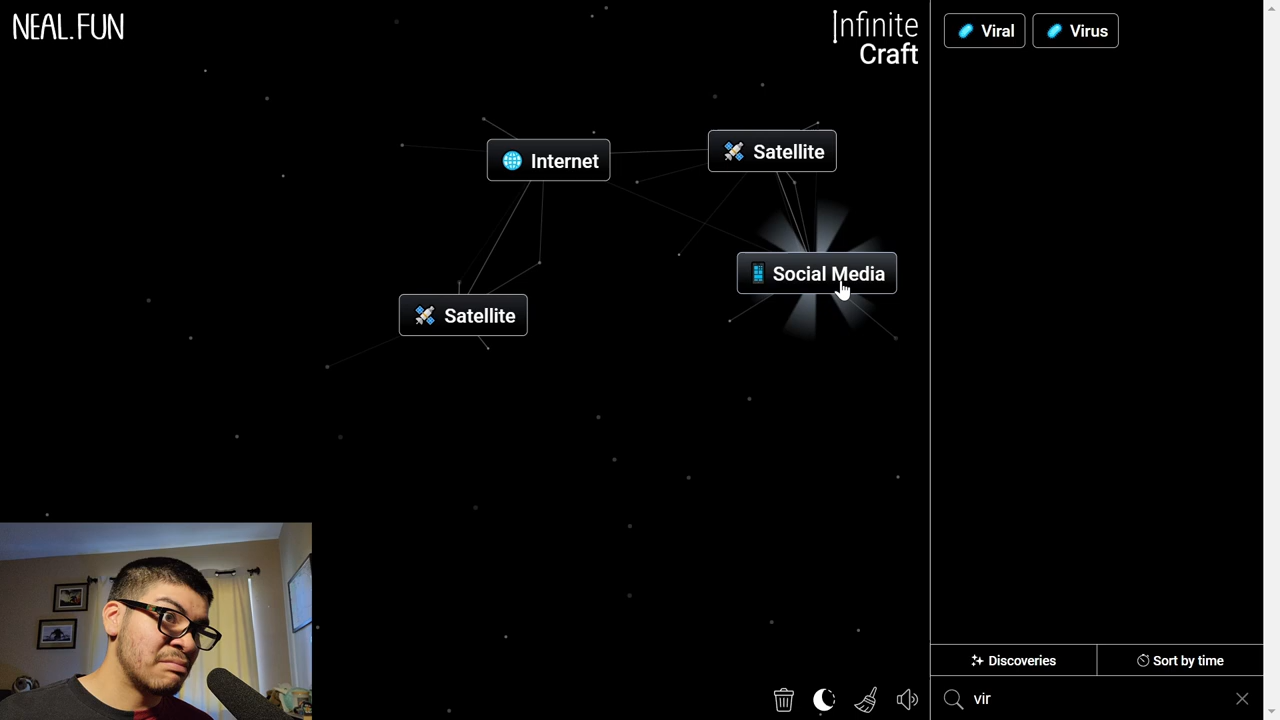 NEAL.FUN
Infinite
Craft
Viral
Virus
Internet
Satellite
Social Media
Satellite
Discoveries
Sort by time
vir